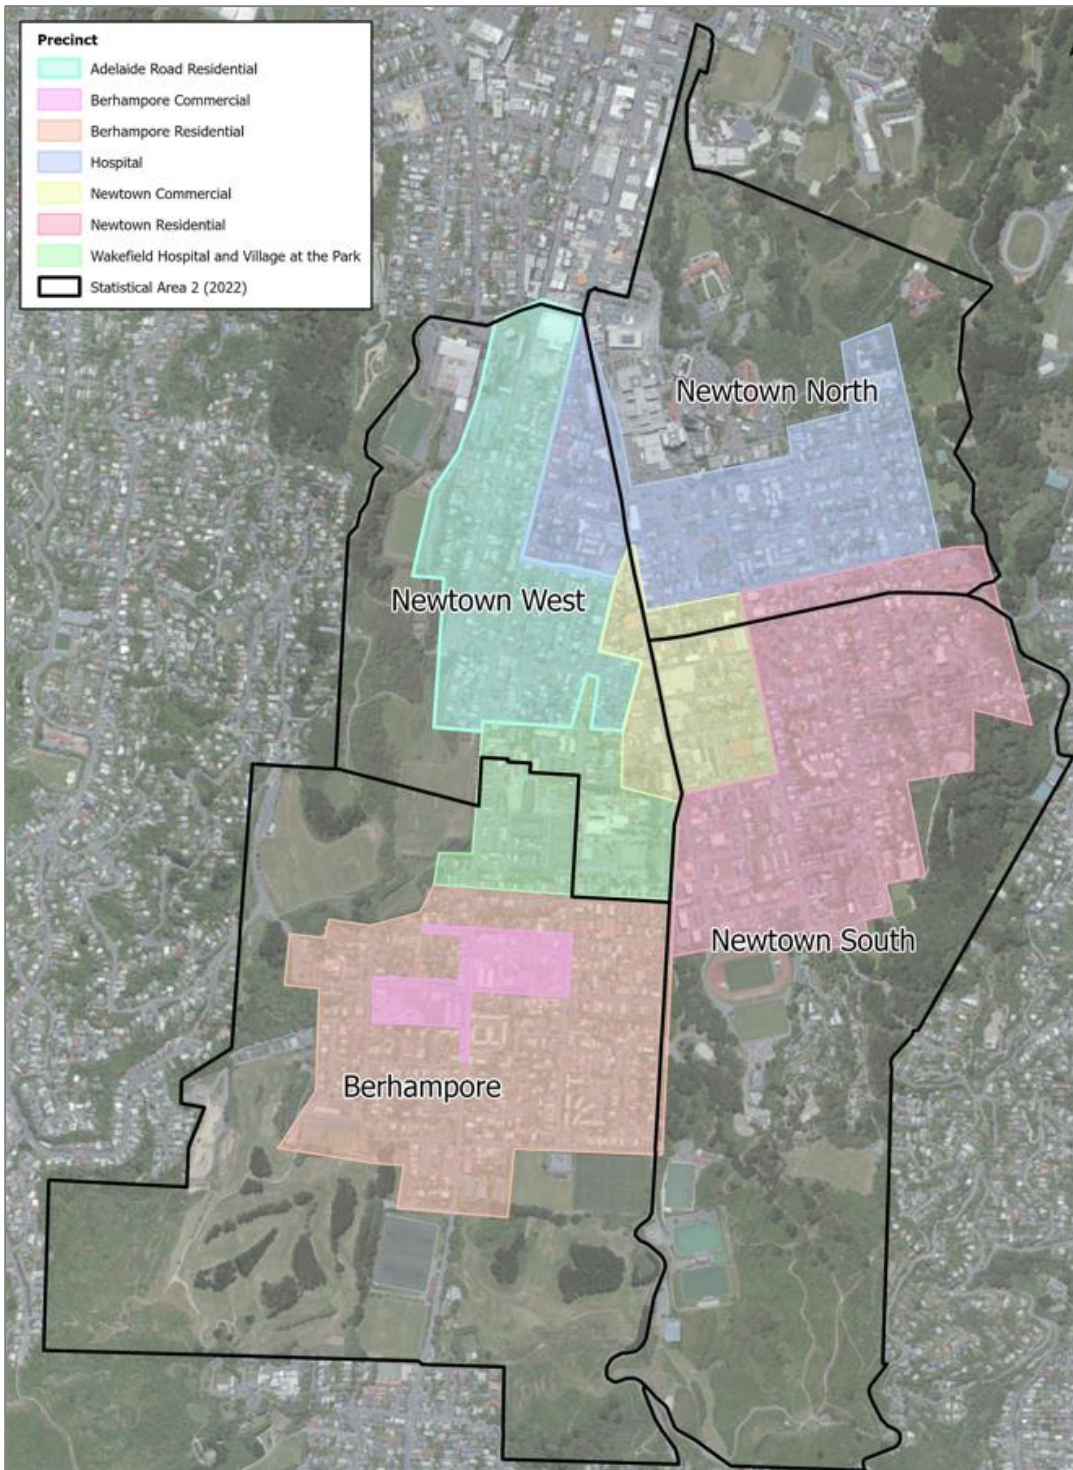 Precinct
Adelaide Road Residential
Berhampore Commercial
Berhampore Residential
Hospital
Newtown Commercial
Newtown Residential
Wakefield Hospital and Village at the Park
Statistical Area 2 (2022)
Newtown North
Newtown West
Newtown South
Berhampore